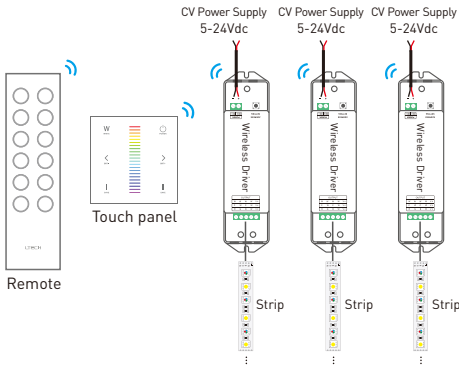 CV Power Supply CV Power Supply CV Power Supply
5-24Vdc 5-24Vdc 5-24Vdc
Wireless Driver
Wireless Driver
Wireless Driver
W
LTECH
Touch panel
Remote
Strip
Strip
Strip